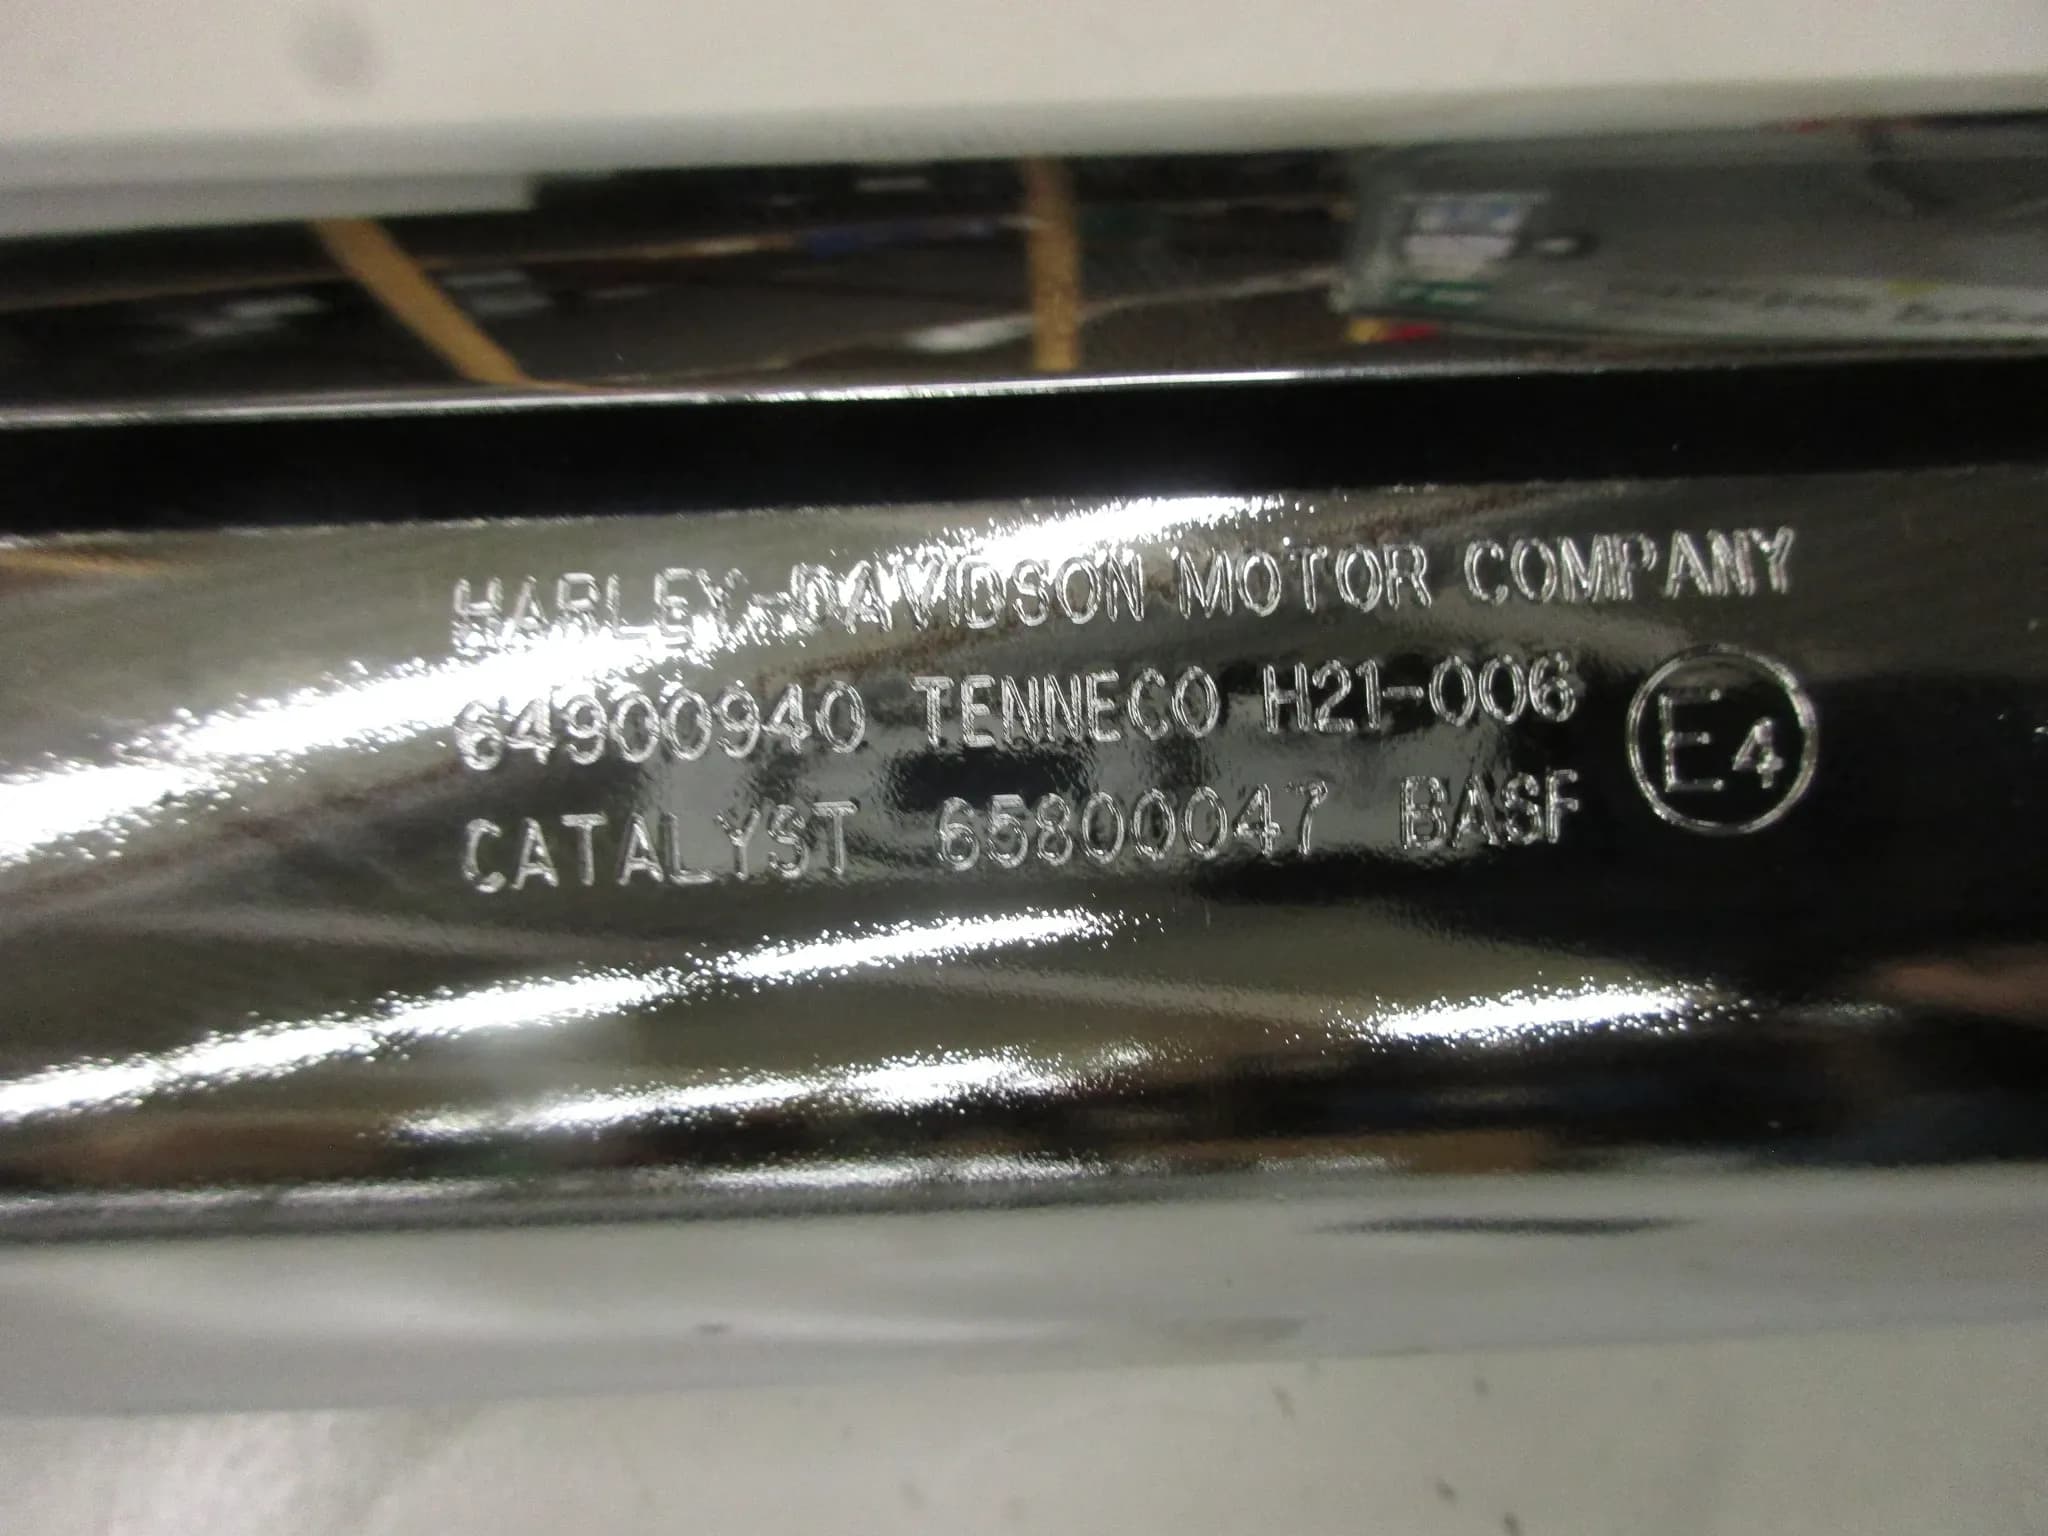 HARLEY-DAVIDSON MOTOR COMPANY
64900940 TENNECO H21-006
CATALYST 65800047 BASF
E4